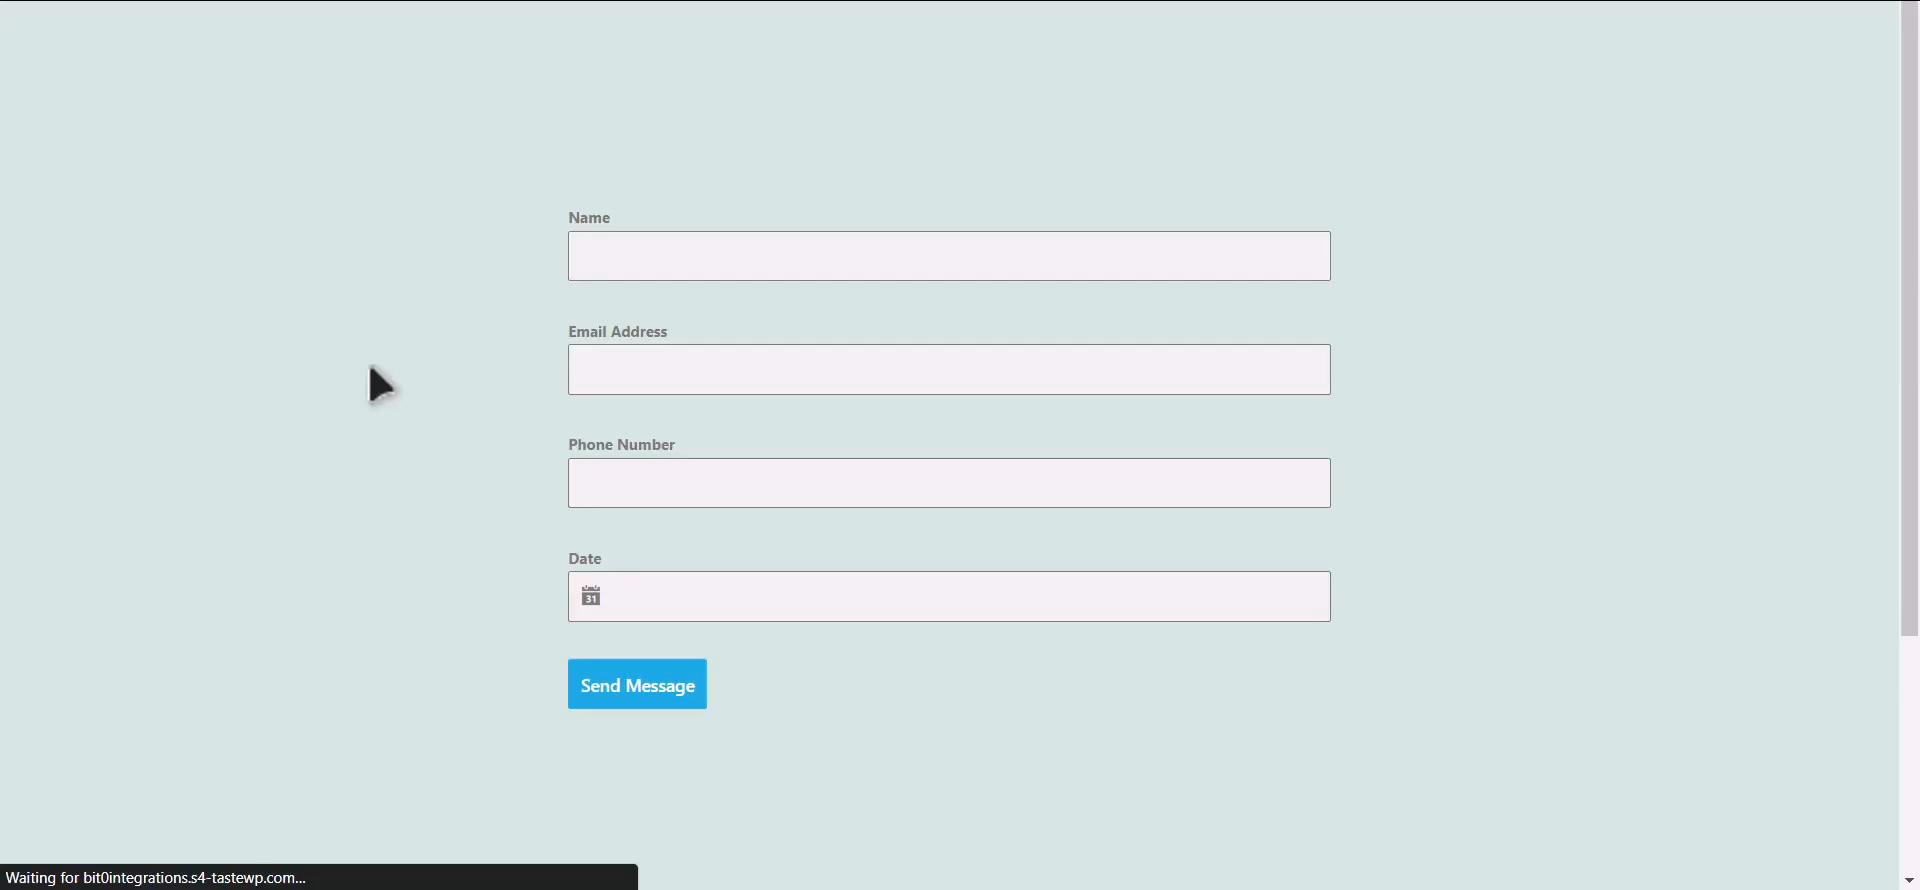 Name
Email Address
Phone Number
Date
31
Send Message
Waiting for bit0integrations.s4-tastewp.com...